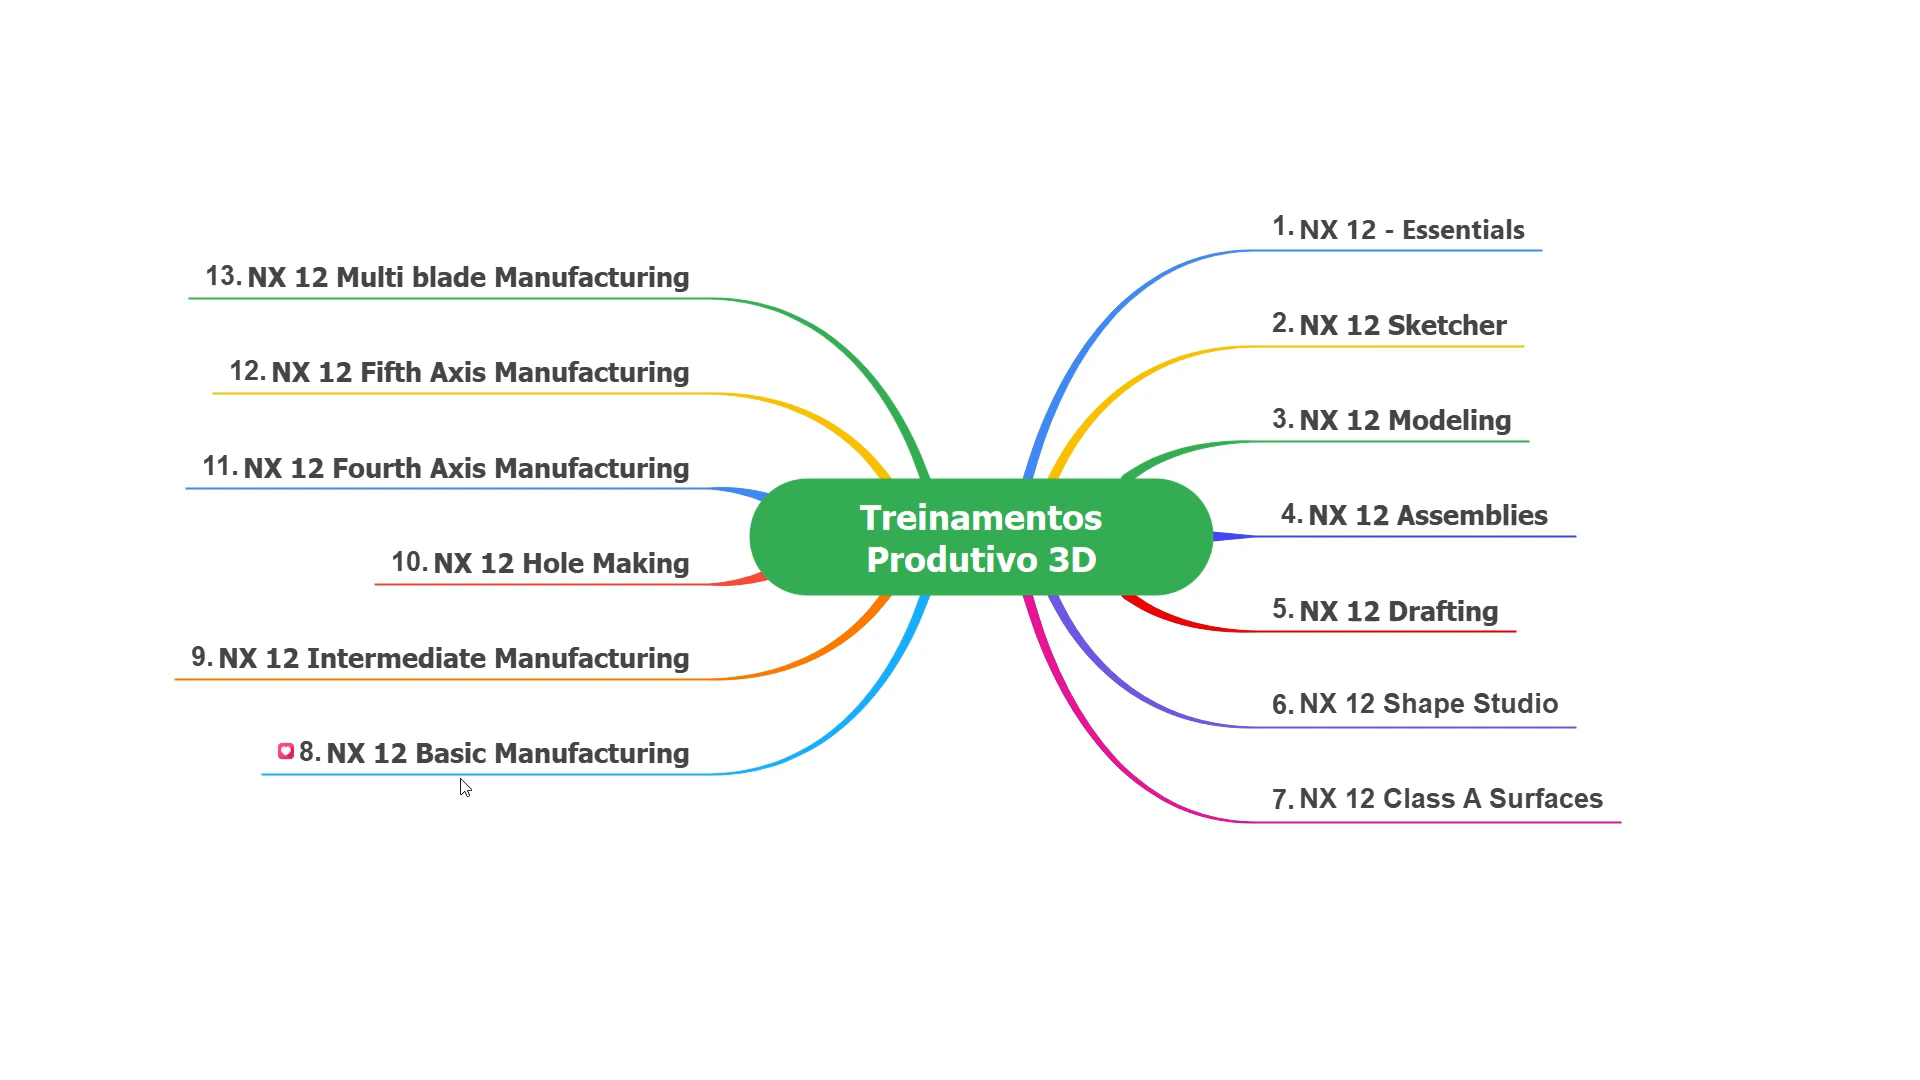 Treinamentos
Produtivo 3D
1. NX 12 - Essentials
2. NX 12 Sketcher
3. NX 12 Modeling
4. NX 12 Assemblies
5. NX 12 Drafting
6. NX 12 Shape Studio
7. NX 12 Class A Surfaces
8. NX 12 Basic Manufacturing
9. NX 12 Intermediate Manufacturing
10. NX 12 Hole Making
11. NX 12 Fourth Axis Manufacturing
12. NX 12 Fifth Axis Manufacturing
13. NX 12 Multi blade Manufacturing